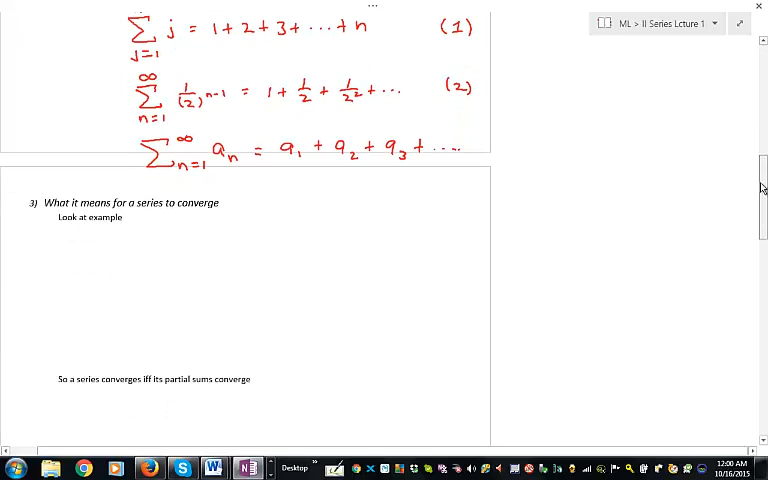 ...
ML > II Series Lcture 1
∑ j = 1 + 2 + 3 + ... + n (1)
j=1
∞
∑ 1/(2)^n-1 = 1 + 1/2 + 1/2² + ... (2)
n=1
∑_n=1^∞ a_n = a_1 + a_2 + a_3 + .....
3) What it means for a series to converge
Look at example
So a series converges iff its partial sums converge
Desktop »
12:00 AM
10/16/2015